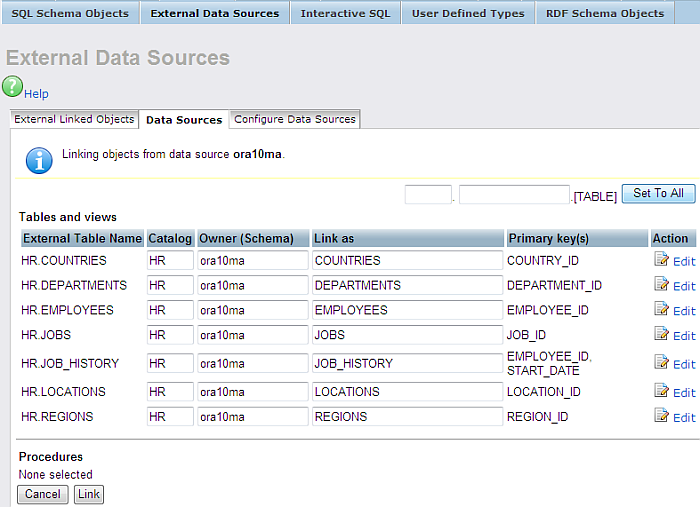 SQL Schema Objects External Data Sources Interactive SQL User Defined Types RDF Schema Objects
External Data Sources
? Help
External Linked Objects Data Sources Configure Data Sources
i Linking objects from data source ora10ma.
. .[TABLE] Set To All
Tables and views
External Table Name Catalog Owner (Schema) Link as Primary key(s) Action
HR.COUNTRIES HR ora10ma COUNTRIES COUNTRY_ID Edit
HR.DEPARTMENTS HR ora10ma DEPARTMENTS DEPARTMENT_ID Edit
HR.EMPLOYEES HR ora10ma EMPLOYEES EMPLOYEE_ID Edit
HR.JOBS HR ora10ma JOBS JOB_ID Edit
HR.JOB_HISTORY HR ora10ma JOB_HISTORY EMPLOYEE_ID, Edit
START_DATE
HR.LOCATIONS HR ora10ma LOCATIONS LOCATION_ID Edit
HR.REGIONS HR ora10ma REGIONS REGION_ID Edit
Procedures
None selected
Cancel Link